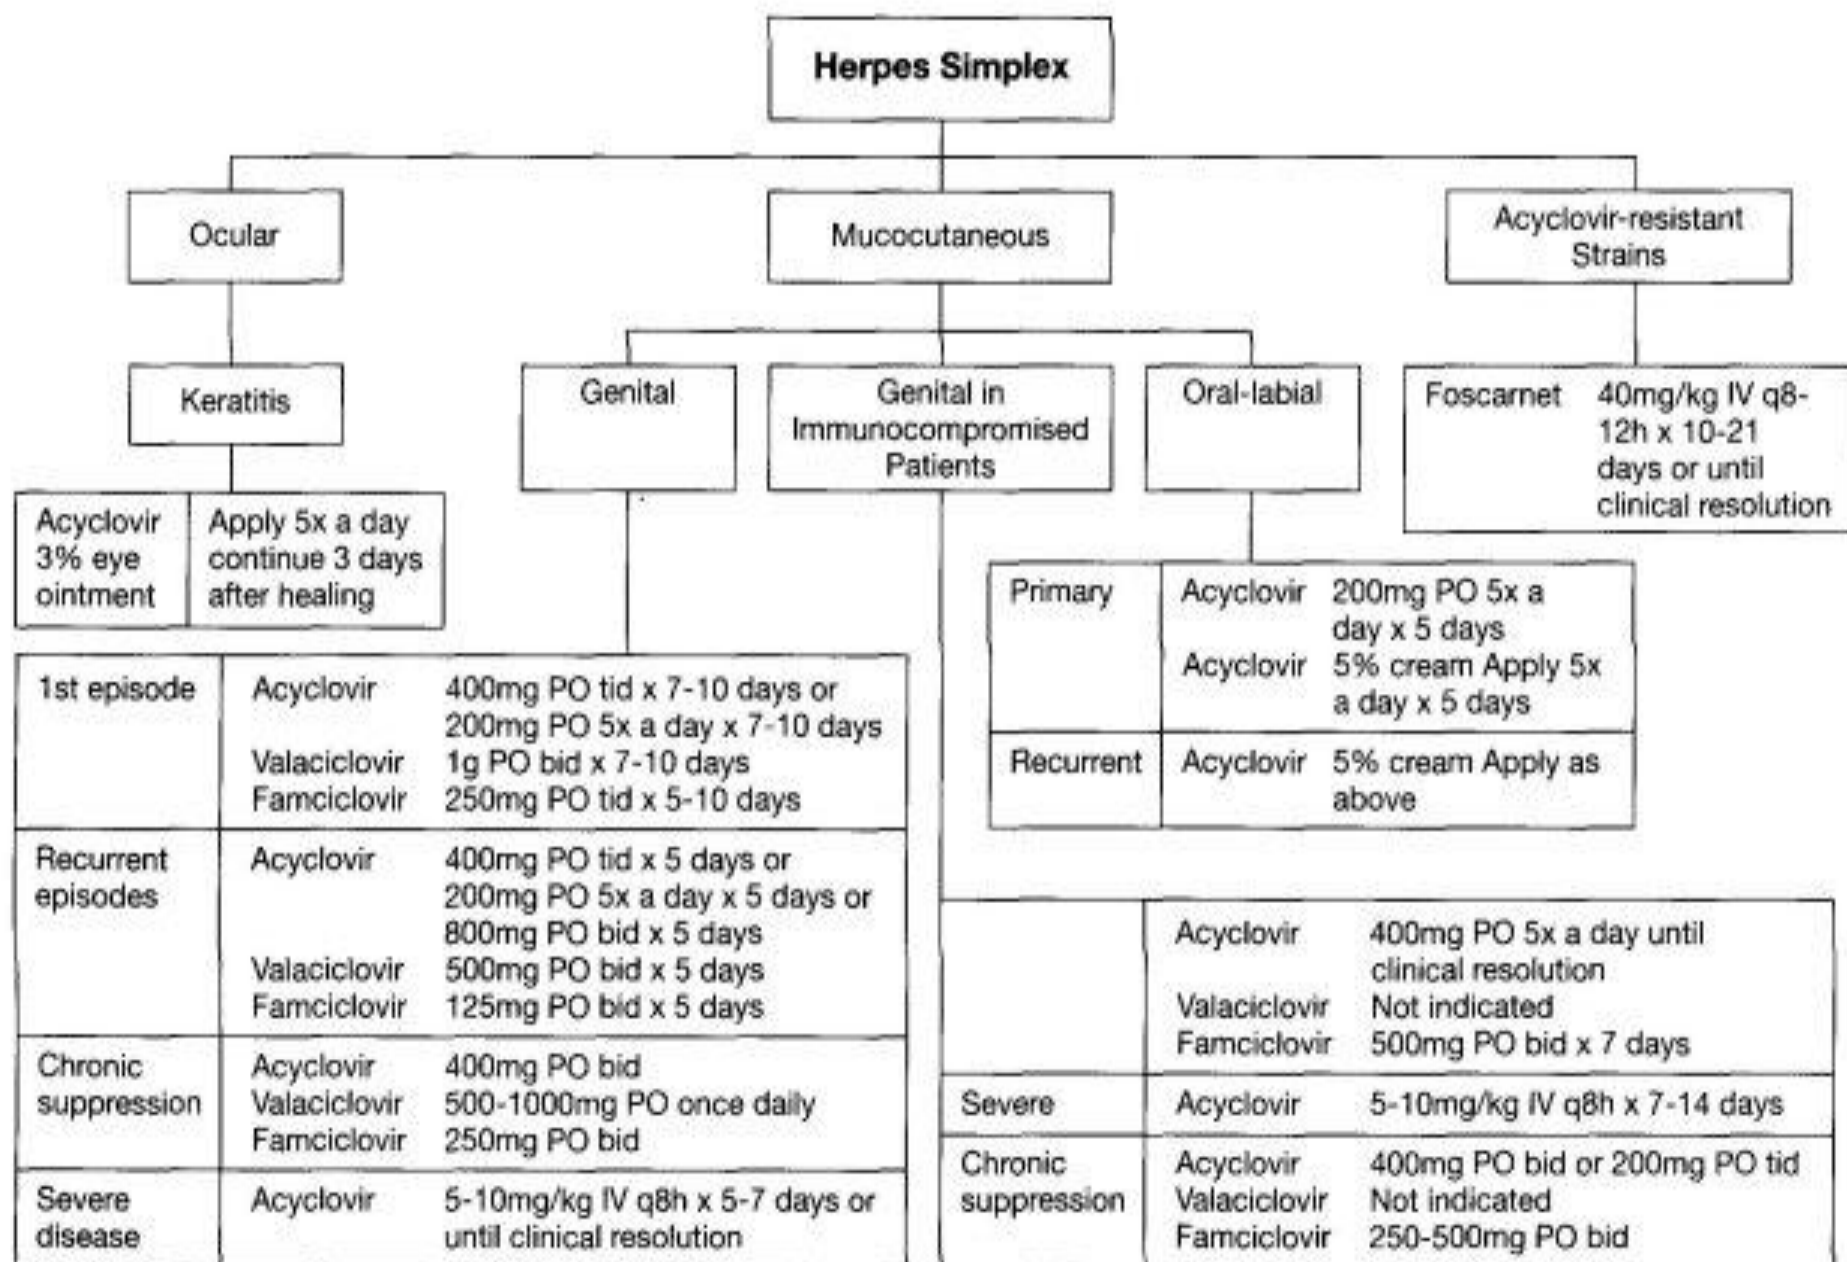 Herpes Simplex
Ocular
Mucocutaneous
Acyclovir-resistant
Strains
Keratitis
Genital
Genital in
Immunocompromised
Patients
Oral-labial
Foscarnet 40mg/kg IV q8-
12h x 10-21
days or until
clinical resolution
Acyclovir Apply 5x a day
3% eye continue 3 days
ointment after healing
Primary Acyclovir 200mg PO 5x a
day x 5 days
Acyclovir 5% cream Apply 5x
a day x 5 days
Recurrent Acyclovir 5% cream Apply as
above
1st episode Acyclovir 400mg PO tid x 7-10 days or
200mg PO 5x a day x 7-10 days
Valaciclovir 1g PO bid x 7-10 days
Famciclovir 250mg PO tid x 5-10 days
Recurrent Acyclovir 400mg PO tid x 5 days or
episodes 200mg PO 5x a day x 5 days or
800mg PO bid x 5 days
Valaciclovir 500mg PO bid x 5 days
Famciclovir 125mg PO bid x 5 days
Chronic Acyclovir 400mg PO bid
suppression Valaciclovir 500-1000mg PO once daily
Famciclovir 250mg PO bid
Severe Acyclovir 5-10mg/kg IV q8h x 5-7 days or
disease until clinical resolution
Acyclovir 400mg PO 5x a day until
clinical resolution
Valaciclovir Not indicated
Famciclovir 500mg PO bid x 7 days
Severe Acyclovir 5-10mg/kg IV q8h x 7-14 days
Chronic Acyclovir 400mg PO bid or 200mg PO tid
suppression Valaciclovir Not indicated
Famciclovir 250-500mg PO bid